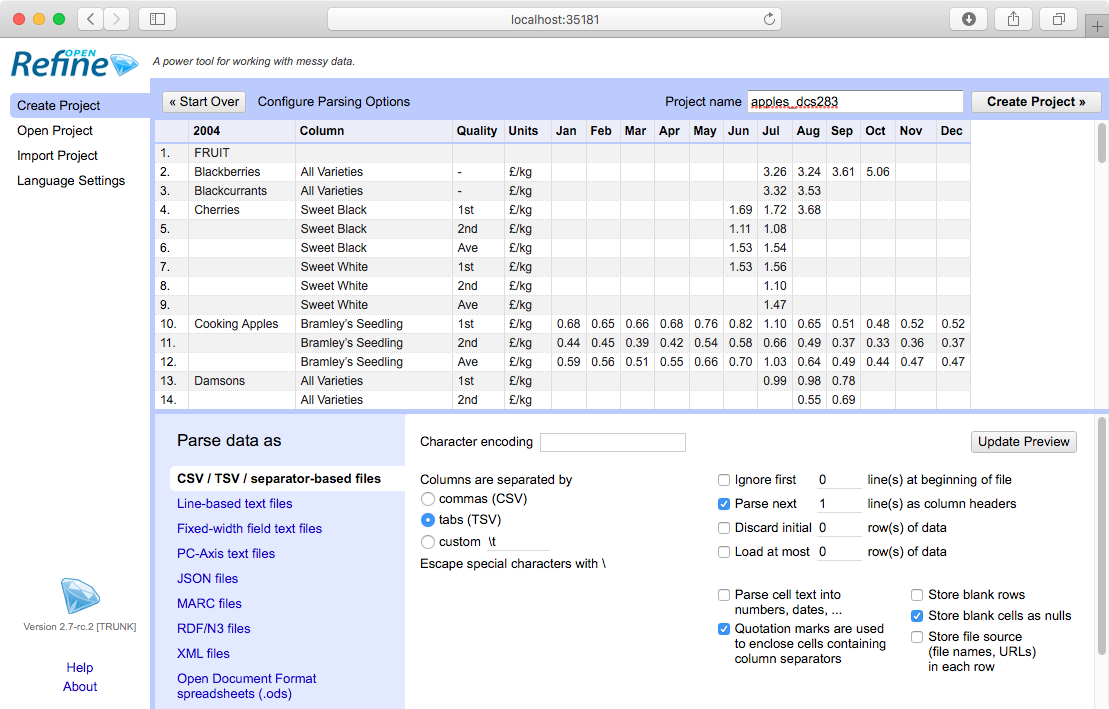 localhost:35181
OPEN
Refine
A power tool for working with messy data.
Create Project
Open Project
Import Project
Language Settings
« Start Over Configure Parsing Options Project name apples_dcs283 Create Project »
2004 Column Quality Units Jan Feb Mar Apr May Jun Jul Aug Sep Oct Nov Dec
1. FRUIT
2. Blackberries All Varieties - £/kg 3.26 3.24 3.61 5.06
3. Blackcurrants All Varieties - £/kg 3.32 3.53
4. Cherries Sweet Black 1st £/kg 1.69 1.72 3.68
5. Sweet Black 2nd £/kg 1.11 1.08
6. Sweet Black Ave £/kg 1.53 1.54
7. Sweet White 1st £/kg 1.53 1.56
8. Sweet White 2nd £/kg 1.10
9. Sweet White Ave £/kg 1.47
10. Cooking Apples Bramley's Seedling 1st £/kg 0.68 0.65 0.66 0.68 0.76 0.82 1.10 0.65 0.51 0.48 0.52 0.52
11. Bramley's Seedling 2nd £/kg 0.44 0.45 0.39 0.42 0.54 0.58 0.66 0.49 0.37 0.33 0.36 0.37
12. Bramley's Seedling Ave £/kg 0.59 0.56 0.51 0.55 0.66 0.70 1.03 0.64 0.49 0.44 0.47 0.47
13. Damsons All Varieties 1st £/kg 0.99 0.98 0.78
14. All Varieties 2nd £/kg 0.55 0.69
Parse data as
CSV / TSV / separator-based files
Line-based text files
Fixed-width field text files
PC-Axis text files
JSON files
MARC files
RDF/N3 files
XML files
Open Document Format
spreadsheets (.ods)
Character encoding
Update Preview
Columns are separated by
commas (CSV)
tabs (TSV)
custom \t
Escape special characters with \
Ignore first 0 line(s) at beginning of file
Parse next 1 line(s) as column headers
Discard initial 0 row(s) of data
Load at most 0 row(s) of data
Parse cell text into
numbers, dates, ...
Quotation marks are used
to enclose cells containing
column separators
Store blank rows
Store blank cells as nulls
Store file source
(file names, URLs)
in each row
Version 2.7-rc.2 [TRUNK]
Help
About